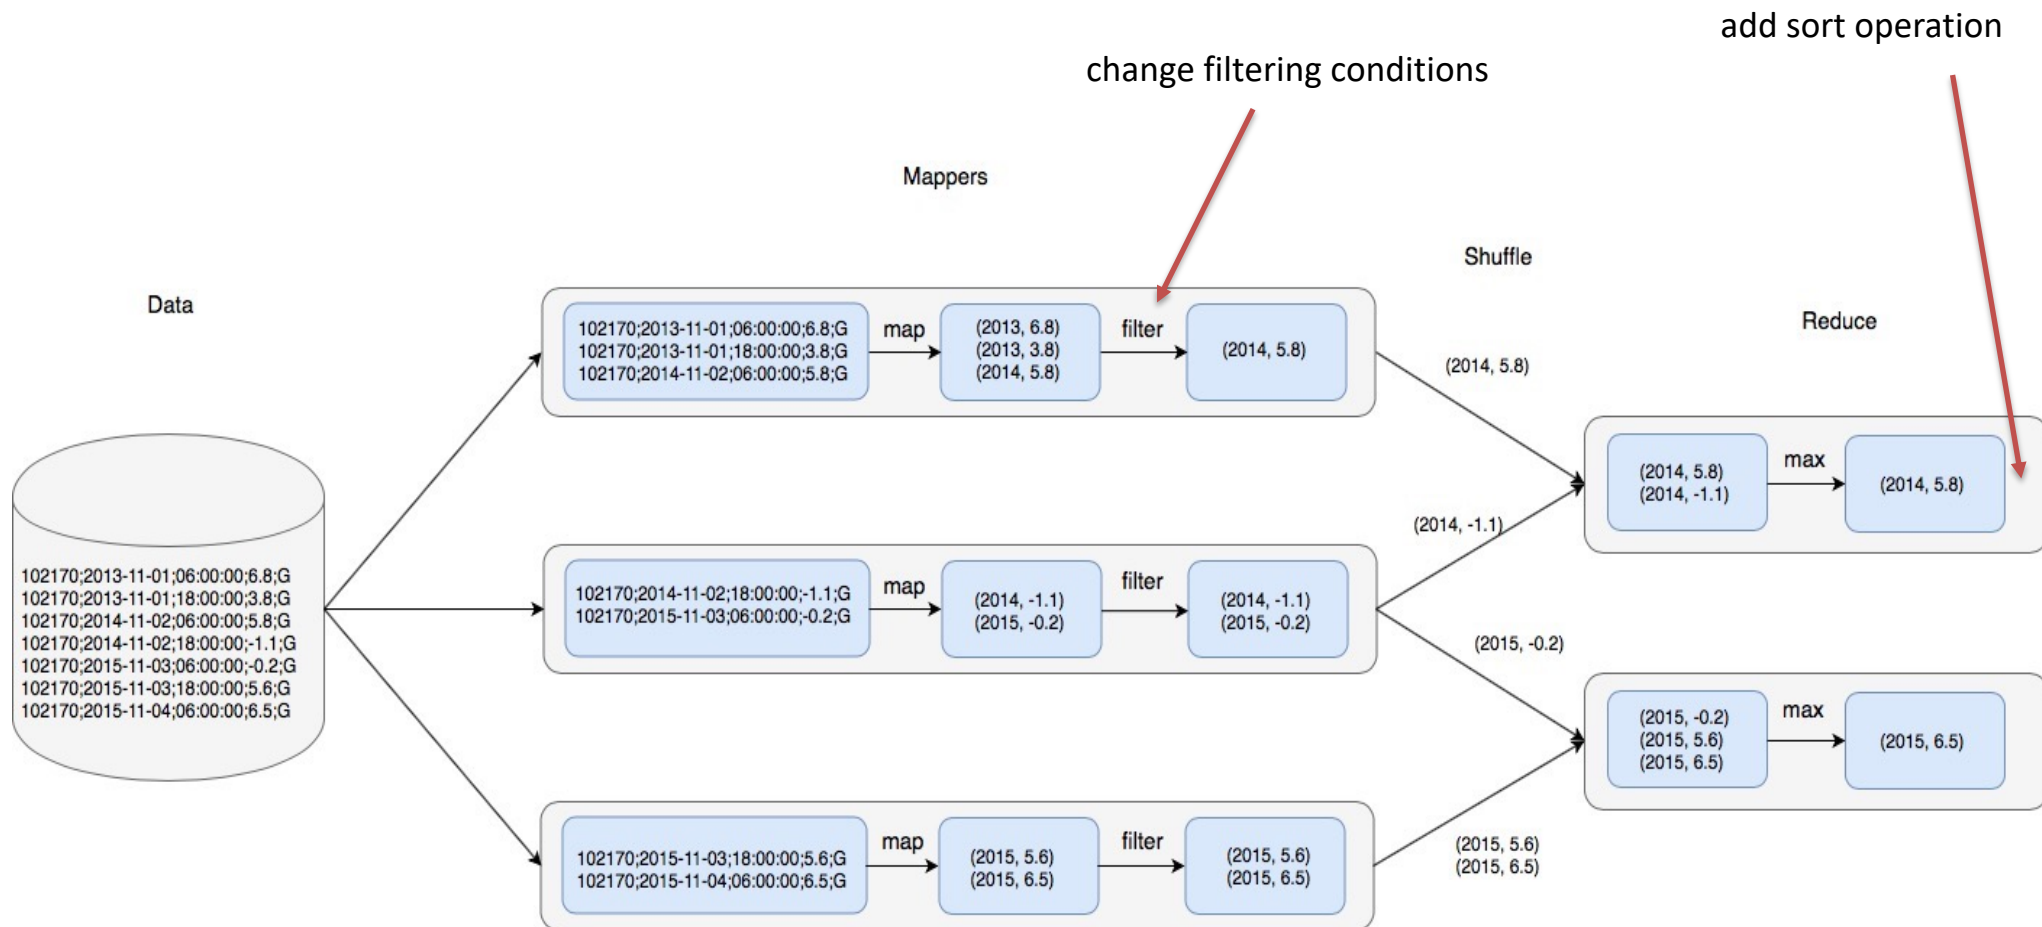 add sort operation
change filtering conditions
Mappers
Shuffle
Data
Reduce
102170;2013-11-01;06:00:00;6.8;G
102170;2013-11-01;18:00:00;3.8;G
102170;2014-11-02;06:00:00;5.8;G
map
(2013, 6.8)
(2013, 3.8)
(2014, 5.8)
filter
(2014, 5.8)
(2014, 5.8)
(2014, 5.8)
(2014, -1.1)
max
(2014, 5.8)
(2014, -1.1)
102170;2013-11-01;06:00:00;6.8;G
102170;2013-11-01;18:00:00;3.8;G
102170;2014-11-02;06:00:00;5.8;G
102170;2014-11-02;18:00:00;-1.1;G
102170;2015-11-03;06:00:00;-0.2;G
102170;2015-11-03;18:00:00;5.6;G
102170;2015-11-04;06:00:00;6.5;G
102170;2014-11-02;18:00:00;-1.1;G
102170;2015-11-03;06:00:00;-0.2;G
map
(2014, -1.1)
(2015, -0.2)
filter
(2014, -1.1)
(2015, -0.2)
(2015, -0.2)
(2015, -0.2)
(2015, 5.6)
(2015, 6.5)
max
(2015, 6.5)
102170;2015-11-03;18:00:00;5.6;G
102170;2015-11-04;06:00:00;6.5;G
map
(2015, 5.6)
(2015, 6.5)
filter
(2015, 5.6)
(2015, 6.5)
(2015, 5.6)
(2015, 6.5)